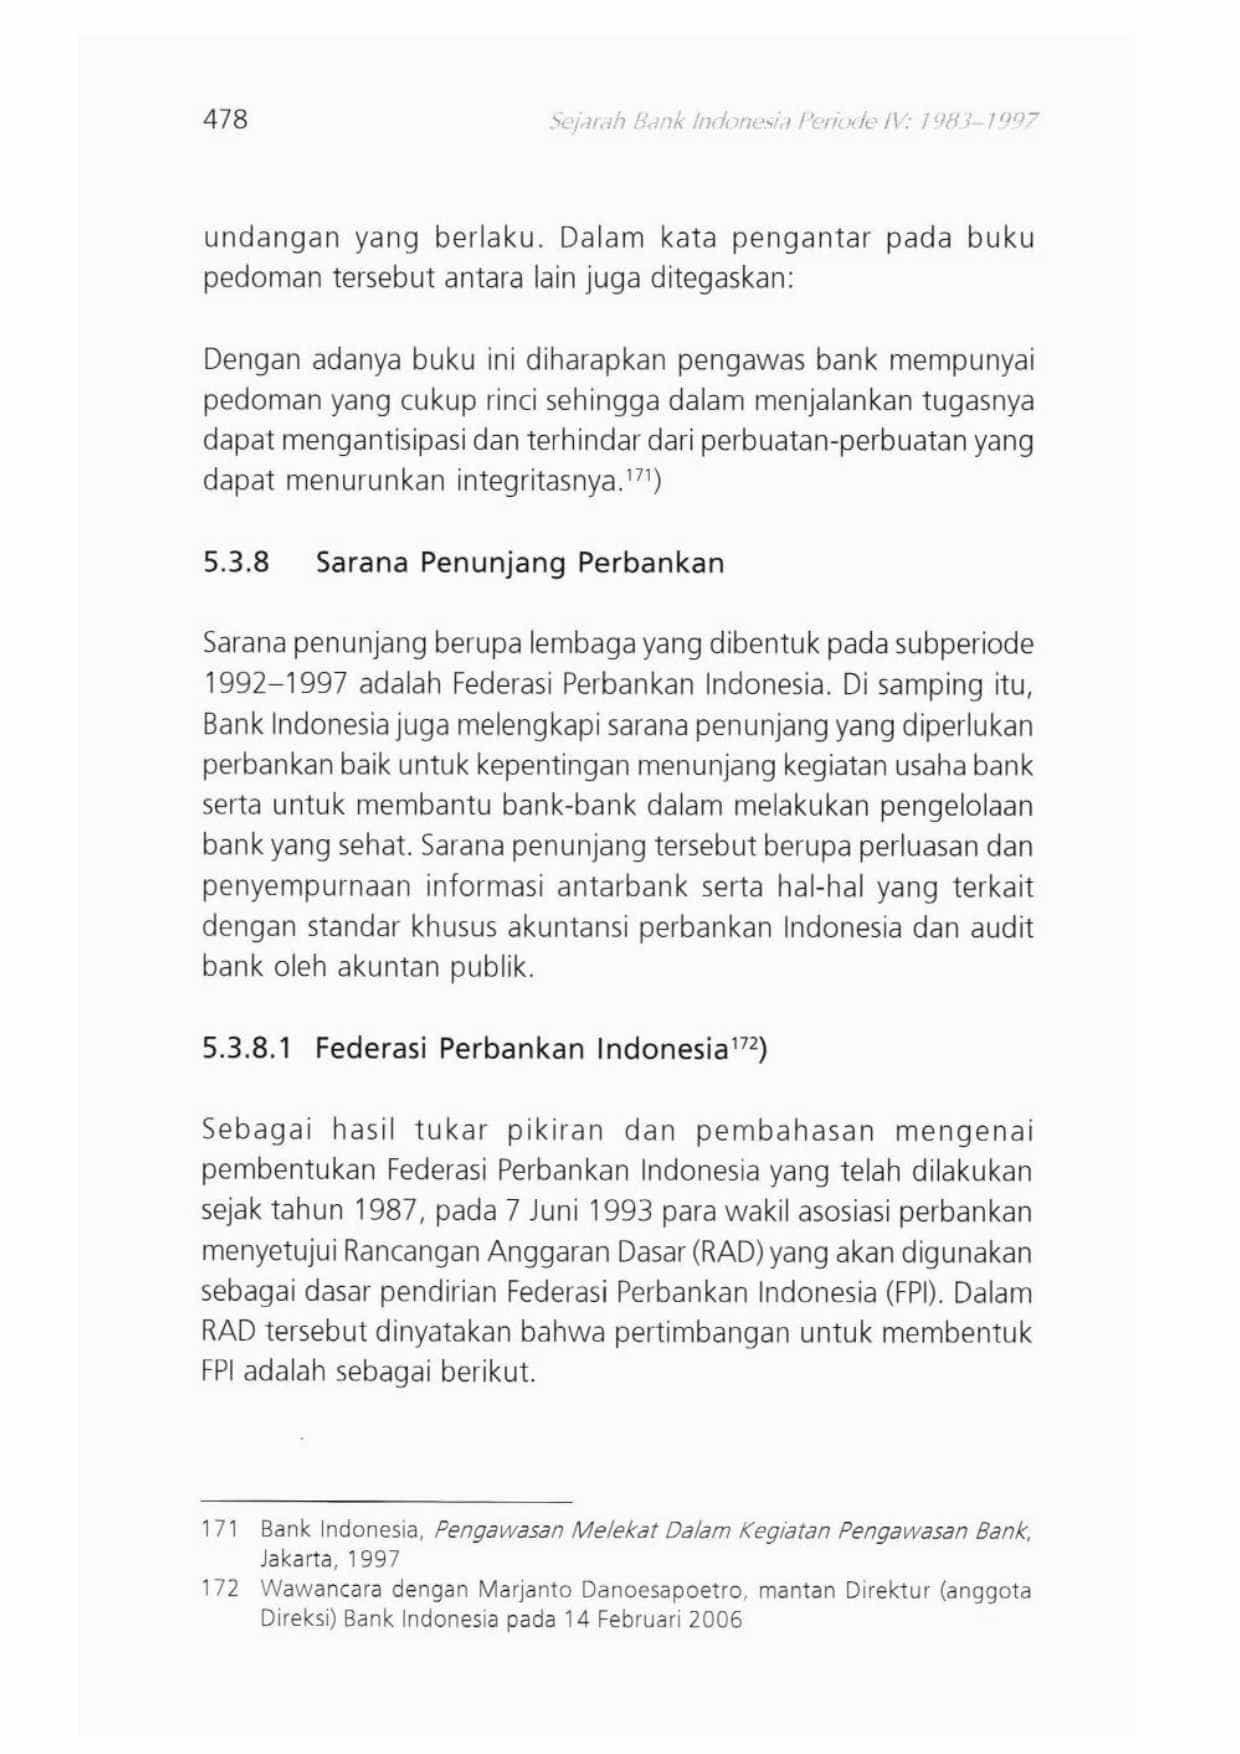 478 Sejarah Bank Indonesia Periode IV: 1983–1997
undangan yang berlaku. Dalam kata pengantar pada buku
pedoman tersebut antara lain juga ditegaskan:
Dengan adanya buku ini diharapkan pengawas bank mempunyai
pedoman yang cukup rinci sehingga dalam menjalankan tugasnya
dapat mengantisipasi dan terhindar dari perbuatan-perbuatan yang
dapat menurunkan integritasnya.171)
5.3.8 Sarana Penunjang Perbankan
Sarana penunjang berupa lembaga yang dibentuk pada subperiode
1992–1997 adalah Federasi Perbankan Indonesia. Di samping itu,
Bank Indonesia juga melengkapi sarana penunjang yang diperlukan
perbankan baik untuk kepentingan menunjang kegiatan usaha bank
serta untuk membantu bank-bank dalam melakukan pengelolaan
bank yang sehat. Sarana penunjang tersebut berupa perluasan dan
penyempurnaan informasi antarbank serta hal-hal yang terkait
dengan standar khusus akuntansi perbankan Indonesia dan audit
bank oleh akuntan publik.
5.3.8.1 Federasi Perbankan Indonesia172)
Sebagai hasil tukar pikiran dan pembahasan mengenai
pembentukan Federasi Perbankan Indonesia yang telah dilakukan
sejak tahun 1987, pada 7 Juni 1993 para wakil asosiasi perbankan
menyetujui Rancangan Anggaran Dasar (RAD) yang akan digunakan
sebagai dasar pendirian Federasi Perbankan Indonesia (FPI). Dalam
RAD tersebut dinyatakan bahwa pertimbangan untuk membentuk
FPI adalah sebagai berikut.
171 Bank Indonesia, Pengawasan Melekat Dalam Kegiatan Pengawasan Bank,
Jakarta, 1997
172 Wawancara dengan Marjanto Danoesapoetro, mantan Direktur (anggota
Direksi) Bank Indonesia pada 14 Februari 2006